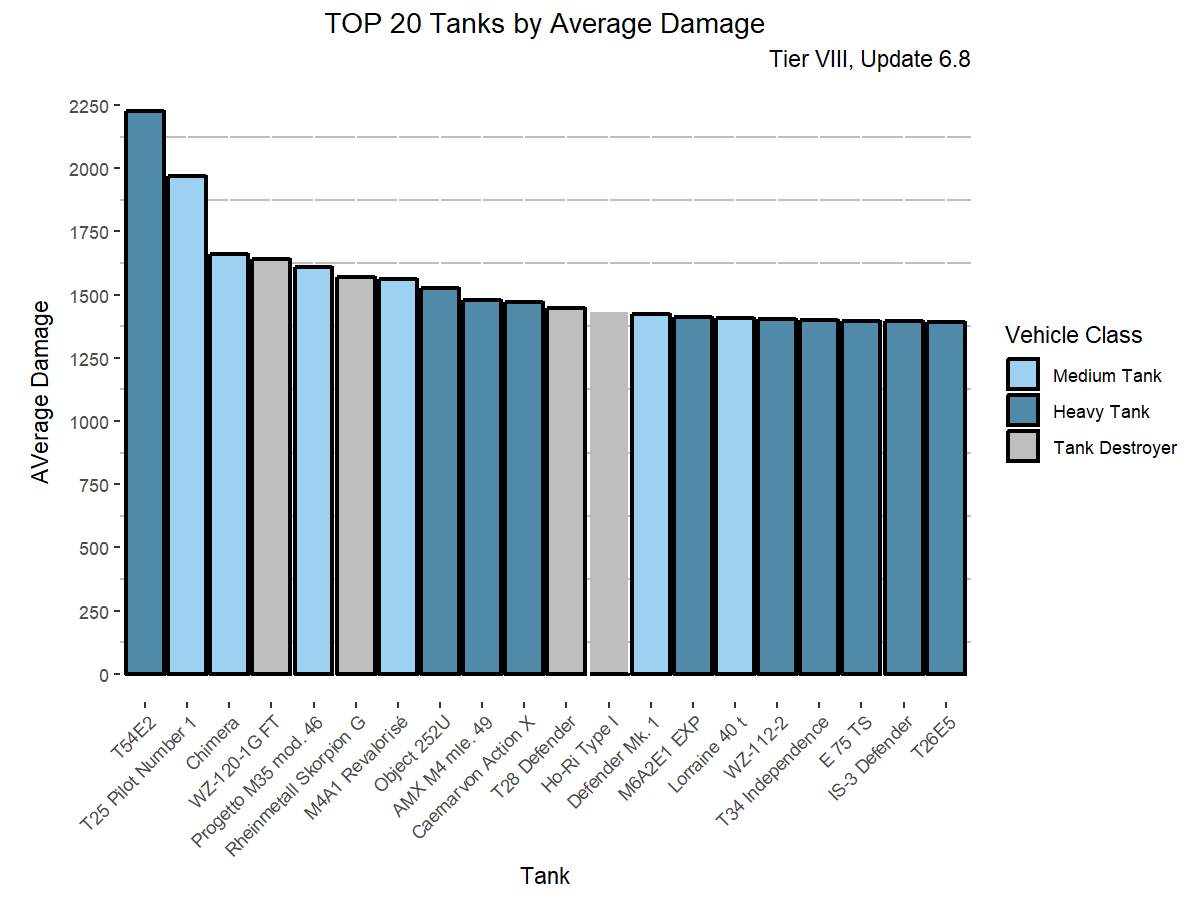 TOP 20 Tanks by Average Damage
Tier VIII, Update 6.8
AVerage Damage
2250
2000
1750
1500
1250
1000
750
500
250
0
T54E2
T25 Pilot Number 1
Chimera
WZ-120-1G FT
Progetto M35 mod. 46
Rheinmetall Skorpion G
M4A1 Revalorisé
Object 252U
AMX M4 mle. 49
Caernarvon Action X
T28 Defender
Ho-Ri Type I
Defender Mk. 1
M6A2E1 EXP
Lorraine 40 t
WZ-112-2
T34 Independence
E 75 TS
IS-3 Defender
T26E5
Tank
Vehicle Class
Medium Tank
Heavy Tank
Tank Destroyer